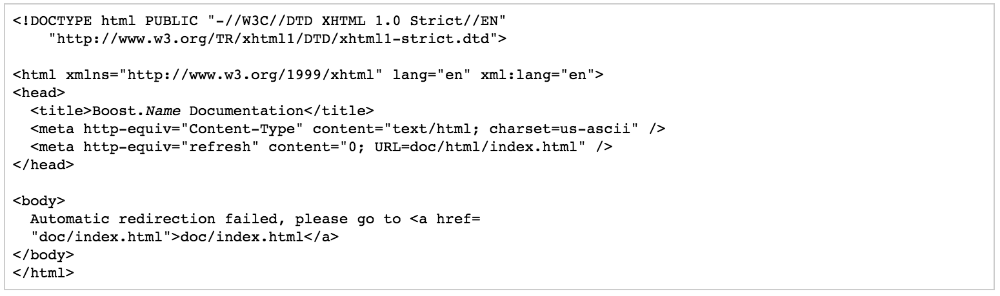 <!DOCTYPE html PUBLIC "-//W3C//DTD XHTML 1.0 Strict//EN"
    "http://www.w3.org/TR/xhtml1/DTD/xhtml1-strict.dtd">

<html xmlns="http://www.w3.org/1999/xhtml" lang="en" xml:lang="en">
<head>
  <title>Boost.Name Documentation</title>
  <meta http-equiv="Content-Type" content="text/html; charset=us-ascii" />
  <meta http-equiv="refresh" content="0; URL=doc/html/index.html" />
</head>

<body>
  Automatic redirection failed, please go to <a href=
  "doc/index.html">doc/index.html</a>
</body>
</html>